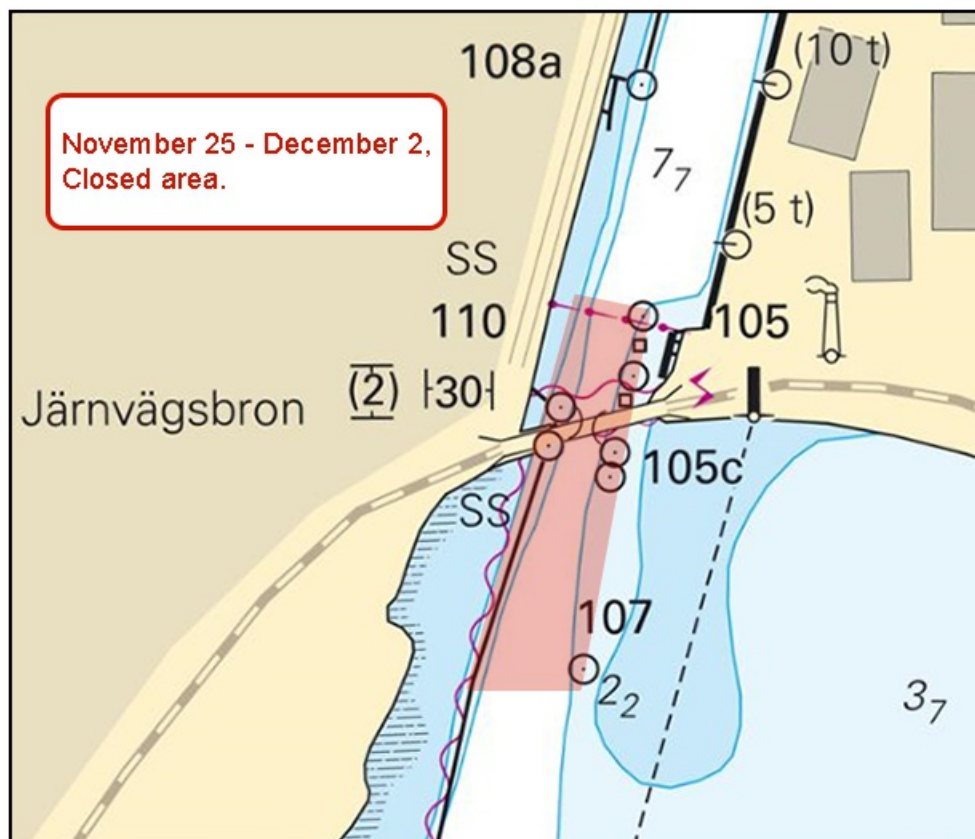 108a
(10 t)
November 25 - December 2,
Closed area.
7₇
(5 t)
SS
110
105
Järnvägsbron (2) 30
105c
SS
107
2₂
3₇